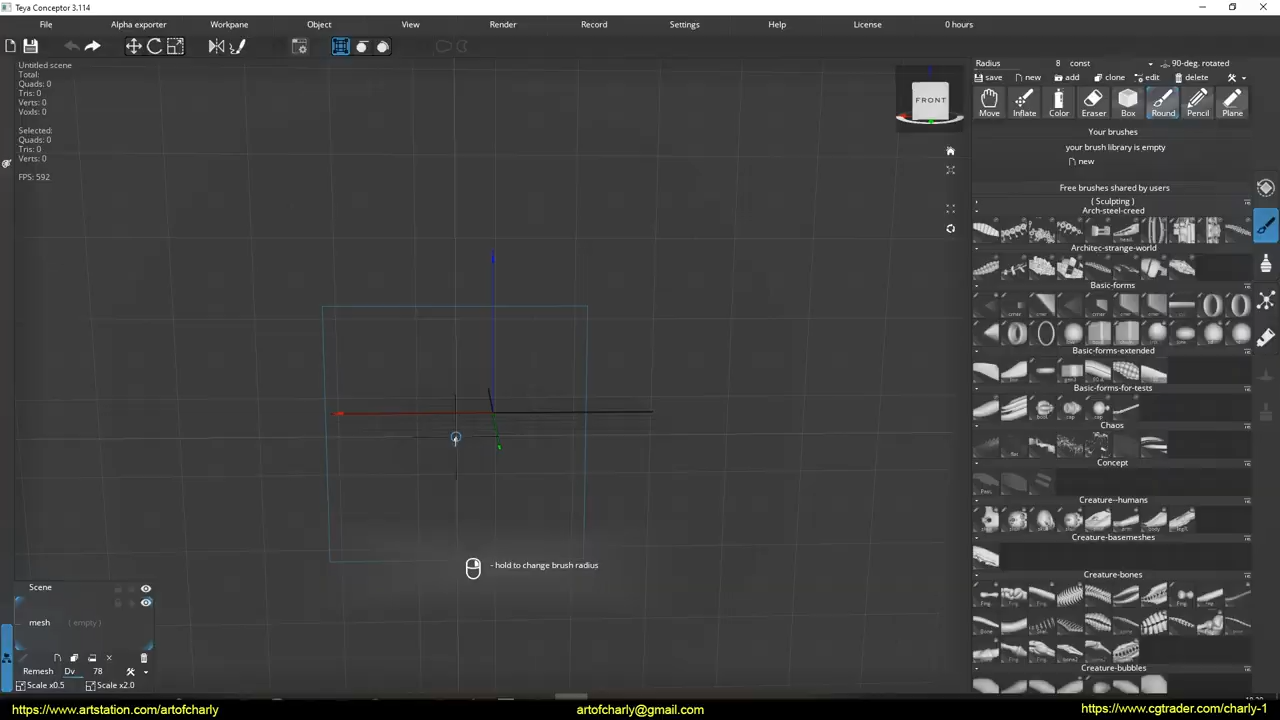 Teya Conceptor 3.114
File Alpha exporter Workpane Object View Render Record Settings Help License 0 hours
Untitled scene
Total:
Quads: 0
Tris: 0
Verts: 0
Voxls: 0
Selected:
Quads: 0
Tris: 0
Verts: 0
FPS: 592
FRONT
Radius 8 const 90-deg. rotated
save new add clone edit delete
Move Inflate Color Eraser Box Round Pencil Plane
Your brushes
your brush library is empty
new
Free brushes shared by users
( Sculpting )
Arch-steel-creed
Architec-strange-world
Basic-forms
Basic-forms-extended
Basic-forms-for-tests
Chaos
Concept
Creature--humans
Creature-basemeshes
Creature-bones
Creature-bubbles
- hold to change brush radius
Scene
mesh ( empty )
Remesh Dv 78
Scale x0.5 Scale x2.0
https://www.artstation.com/artofcharly artofcharly@gmail.com https://www.cgtrader.com/charly-1